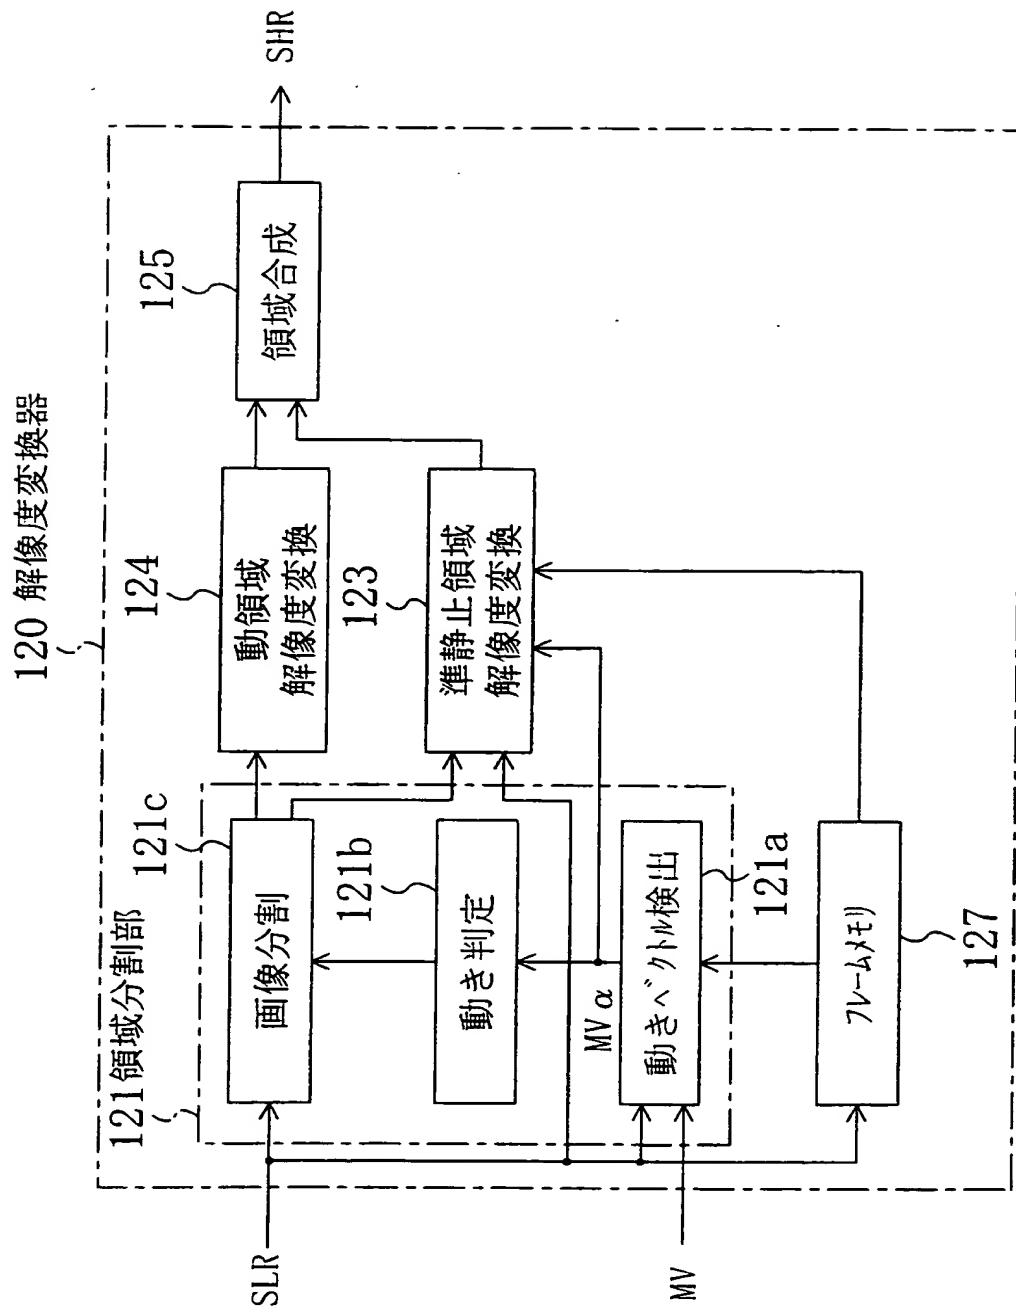 120 解像度変換器
121 領域分割部
SLR
画像分割
121c
動き判定
121b
MVα
動きベクトル検出
121a
MV
フレームメモリ
127
動領域
解像度変換
124
準静止領域
解像度変換
123
領域合成
125
SHR